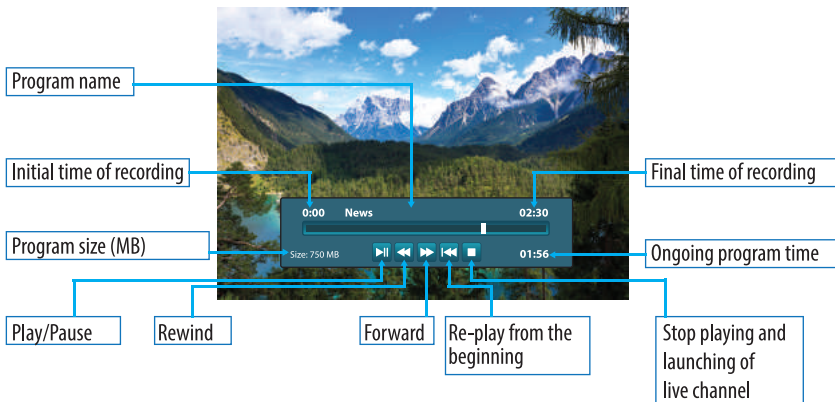 Program name
Initial time of recording
Final time of recording
0:00 News 02:30
Program size (MB)
Size: 750 MB
01:56
Ongoing program time
Play/Pause
Rewind
Forward
Re-play from the
beginning
Stop playing and
launching of
live channel